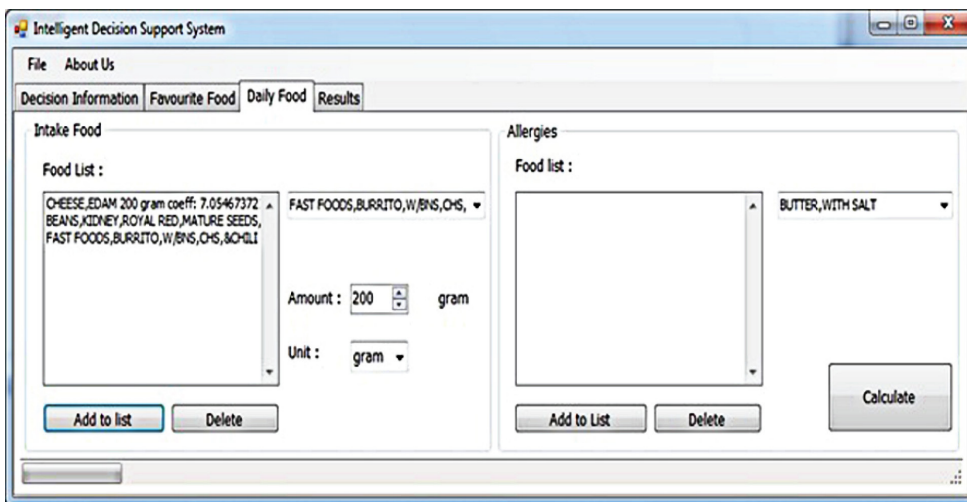 Intelligent Decision Support System
File About Us
Decision Information Favourite Food Daily Food Results
Intake Food
Food List :
CHEESE,EDAM 200 gram coeff: 7.05467372
BEANS,KIDNEY,ROYAL RED,MATURE SEEDS,
FAST FOODS,BURRITO,W/BNS,CHS,&CHILI
FAST FOODS,BURRITO,W/BNS,CHS,
Amount : 200 gram
Unit : gram
Add to list Delete
Allergies
Food list :
BUTTER,WITH SALT
Add to List Delete
Calculate